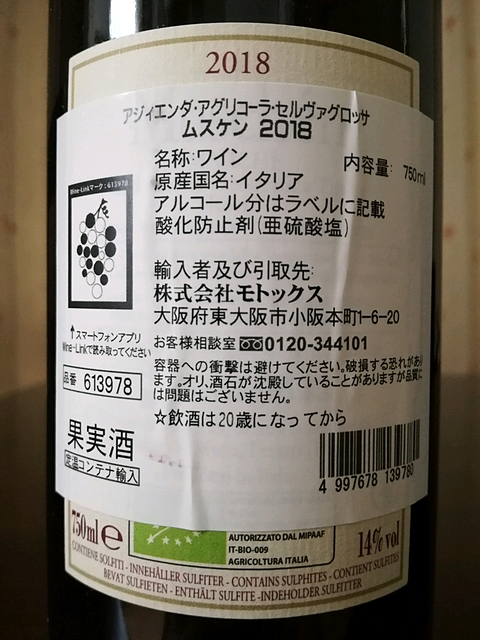 2018
アジィエンダ・アグリコーラ・セルヴァグロッサ
ムスケン 2018
名称:ワイン
内容量: 750ml
原産国名:イタリア
アルコール分はラベルに記載
酸化防止剤(亜硫酸塩)
Wine-Linkマーク:613978
輸入者及び引取先:
株式会社モトックス
大阪府東大阪市小阪本町1-6-20
お客様相談室 0120-344101
↑スマートフォンアプリ
Wine-Linkで読み取ってください
品番 613978
容器への衝撃は避けてください。破損する恐れがあり
ます。オリ、酒石が沈殿していることがありますが品質に
は問題はございません。
☆飲酒は20歳になってから
果実酒
定温コンテナ輸入
4 997678 139780
750ml e
AUTORIZZATO DAL MIPAAF
IT-BIO-009
AGRICOLTURA ITALIA
14% vol
CONTIENE SOLFITI - INNEHÅLLER SULFITER - CONTAINS SULPHITES - CONTIENT SULFITES
BEVAT SULFIETEN - ENTHÄLT SULFITE - INDEHOLDER SULFITTER